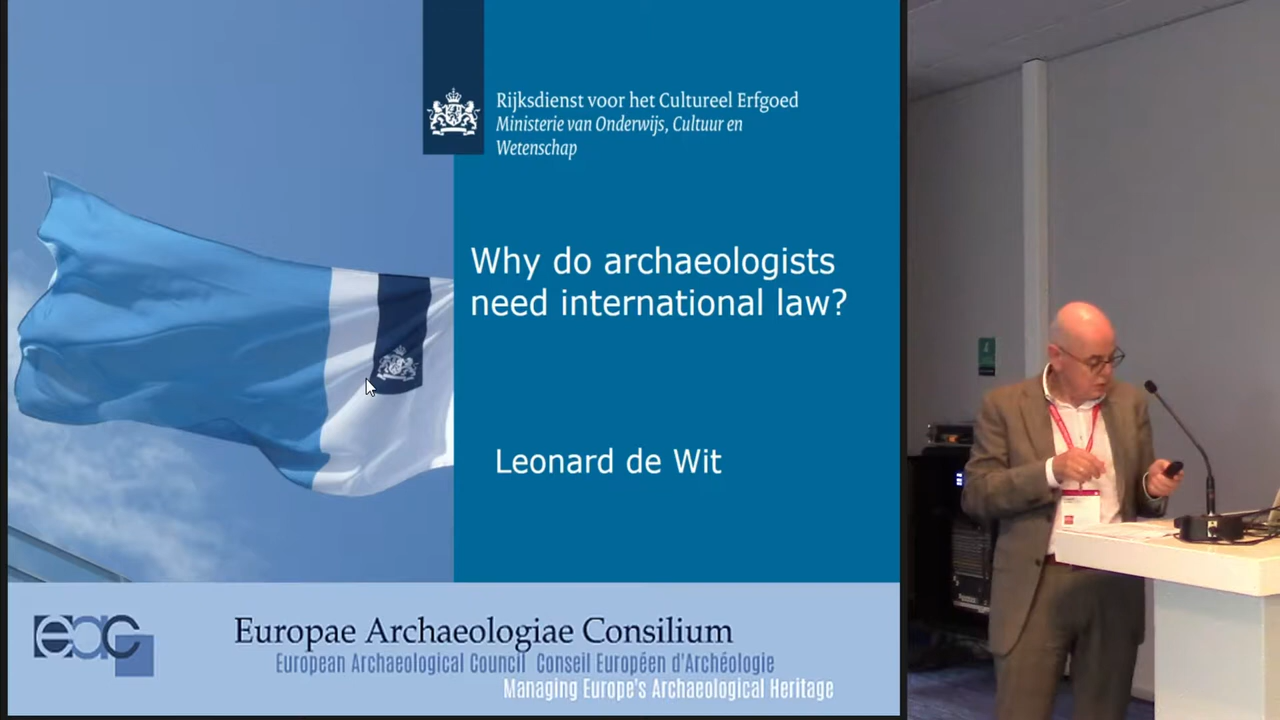 Rijksdienst voor het Cultureel Erfgoed
Ministerie van Onderwijs, Cultuur en
Wetenschap
Why do archaeologists
need international law?
Leonard de Wit
eac
Europae Archaeologiae Consilium
European Archaeological Council Conseil Européen d'Archéologie
Managing Europe's Archaeological Heritage